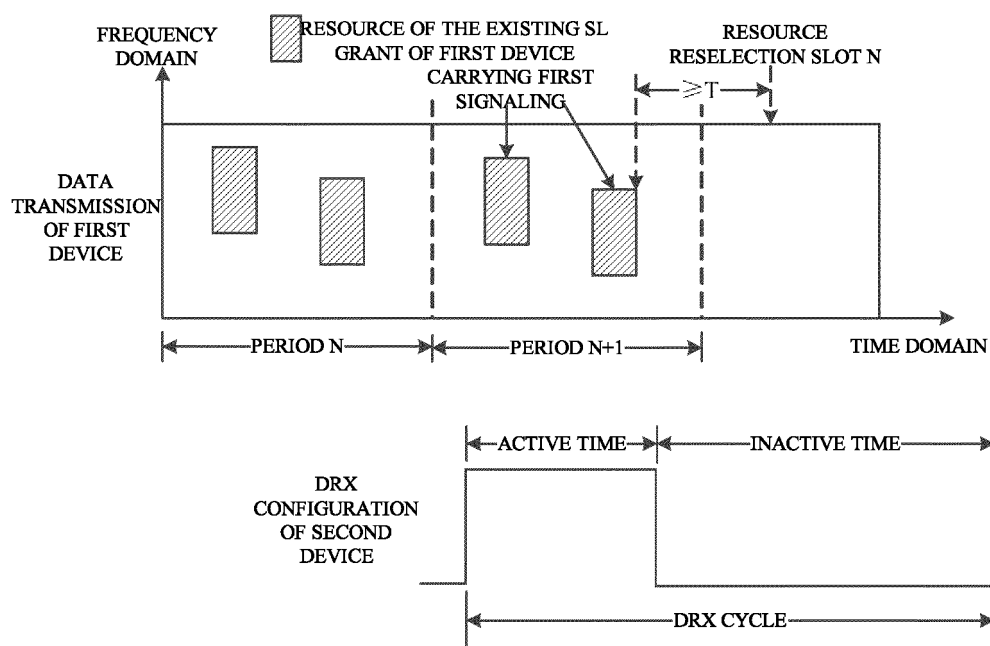 FREQUENCY
DOMAIN
RESOURCE OF THE EXISTING SL
GRANT OF FIRST DEVICE
CARRYING FIRST
SIGNALING
RESOURCE
RESELECTION SLOT N
≥T
DATA
TRANSMISSION
OF FIRST
DEVICE
PERIOD N
PERIOD N+1
TIME DOMAIN
ACTIVE TIME
INACTIVE TIME
DRX
CONFIGURATION
OF SECOND
DEVICE
DRX CYCLE